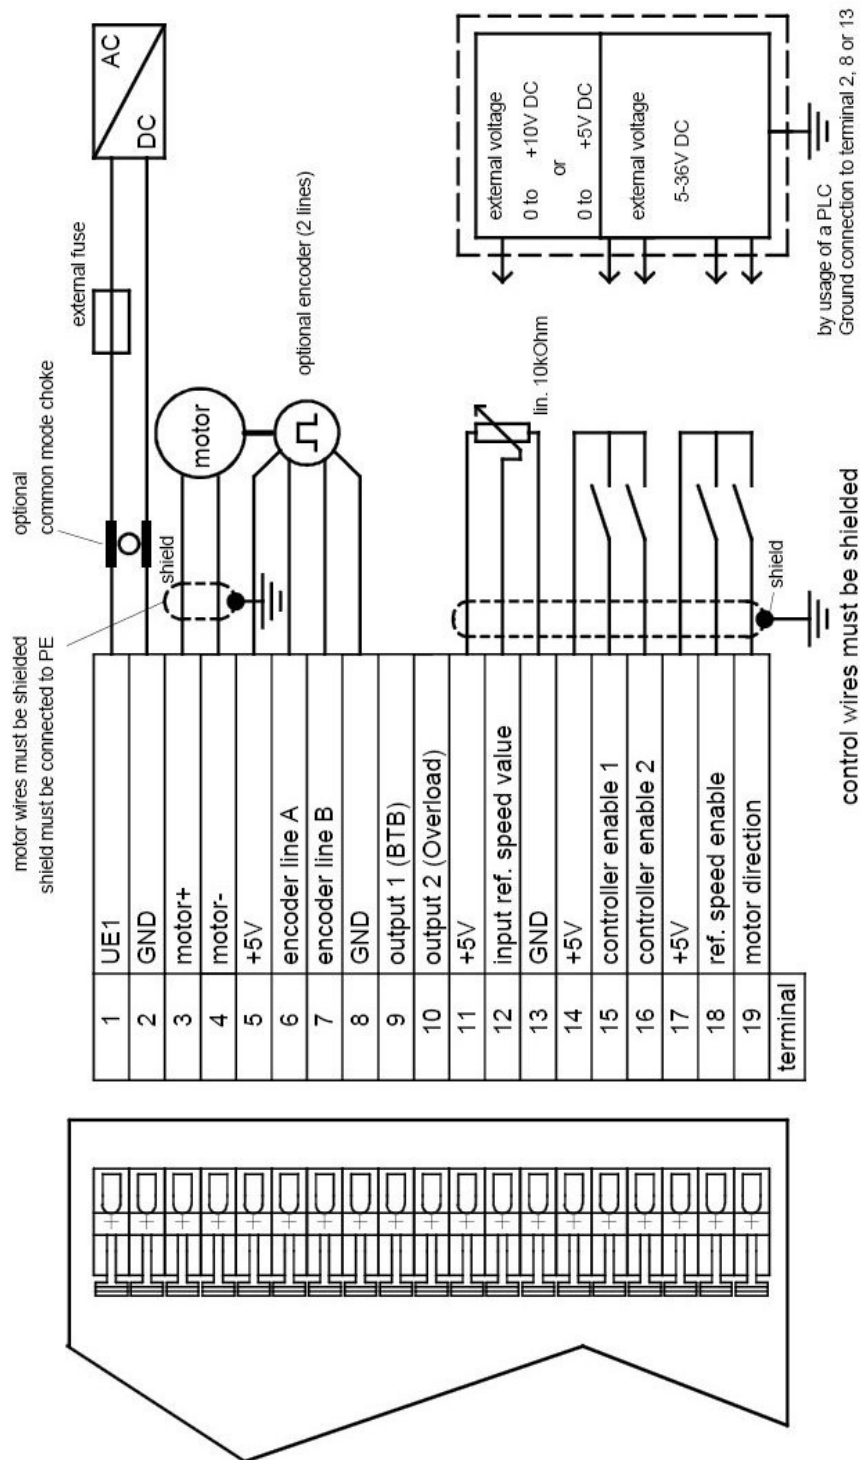 AC
DC
external fuse
optional
common mode choke
motor wires must be shielded
shield must be connected to PE
shield
motor
optional encoder (2 lines)
external voltage
0 to +10V DC
or
0 to +5V DC
external voltage
5-36V DC
by usage of a PLC
Ground connection to terminal 2, 8 or 13
lin. 10kOhm
shield
control wires must be shielded
1 UE1
2 GND
3 motor+
4 motor-
5 +5V
6 encoder line A
7 encoder line B
8 GND
9 output 1 (BTB)
10 output 2 (Overload)
11 +5V
12 input ref. speed value
13 GND
14 +5V
15 controller enable 1
16 controller enable 2
17 +5V
18 ref. speed enable
19 motor direction
terminal